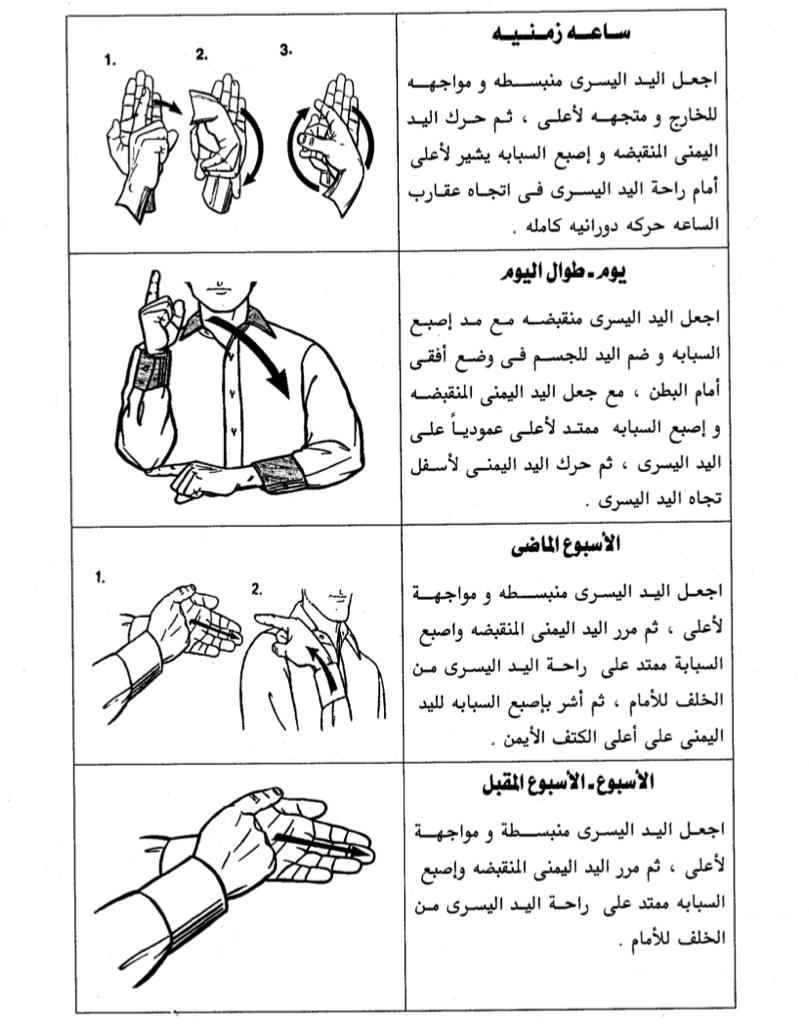 ساعه زمنيه
1.
2.
3.
اجعل اليد اليسرى منبسطه و مواجهه
للخارج و متجهه لأعلى ، ثم حرك اليد
اليمنى المنقبضه و إصبع السبابه يشير لأعلى
أمام راحة اليد اليسرى فى اتجاه عقارب
الساعه حركه دورانيه كامله .
يوم - طوال اليوم
اجعل اليد اليسرى منقبضه مع مد إصبع
السبابه و ضم اليد للجسم فى وضع أفقى
أمام البطن ، مع جعل اليد اليمنى المنقبضه
و إصبع السبابه ممتد لأعلى عمودياً على
اليد اليسرى ، ثم حرك اليد اليمنى لأسفل
تجاه اليد اليسرى .
الأسبوع الماضى
1.
2.
اجعل اليد اليسرى منبسطه و مواجهة
لأعلى ، ثم مرر اليد اليمنى المنقبضه واصبع
السبابة ممتد على راحة اليد اليسرى من
الخلف للأمام ، ثم أشر بإصبع السبابه لليد
اليمنى على أعلى الكتف الأيمن .
الأسبوع - الأسبوع المقبل
اجعل اليد اليسرى منبسطة و مواجهة
لأعلى ، ثم مرر اليد اليمنى المنقبضه وإصبع
السبابه ممتد على راحة اليد اليسرى من
الخلف للأمام .